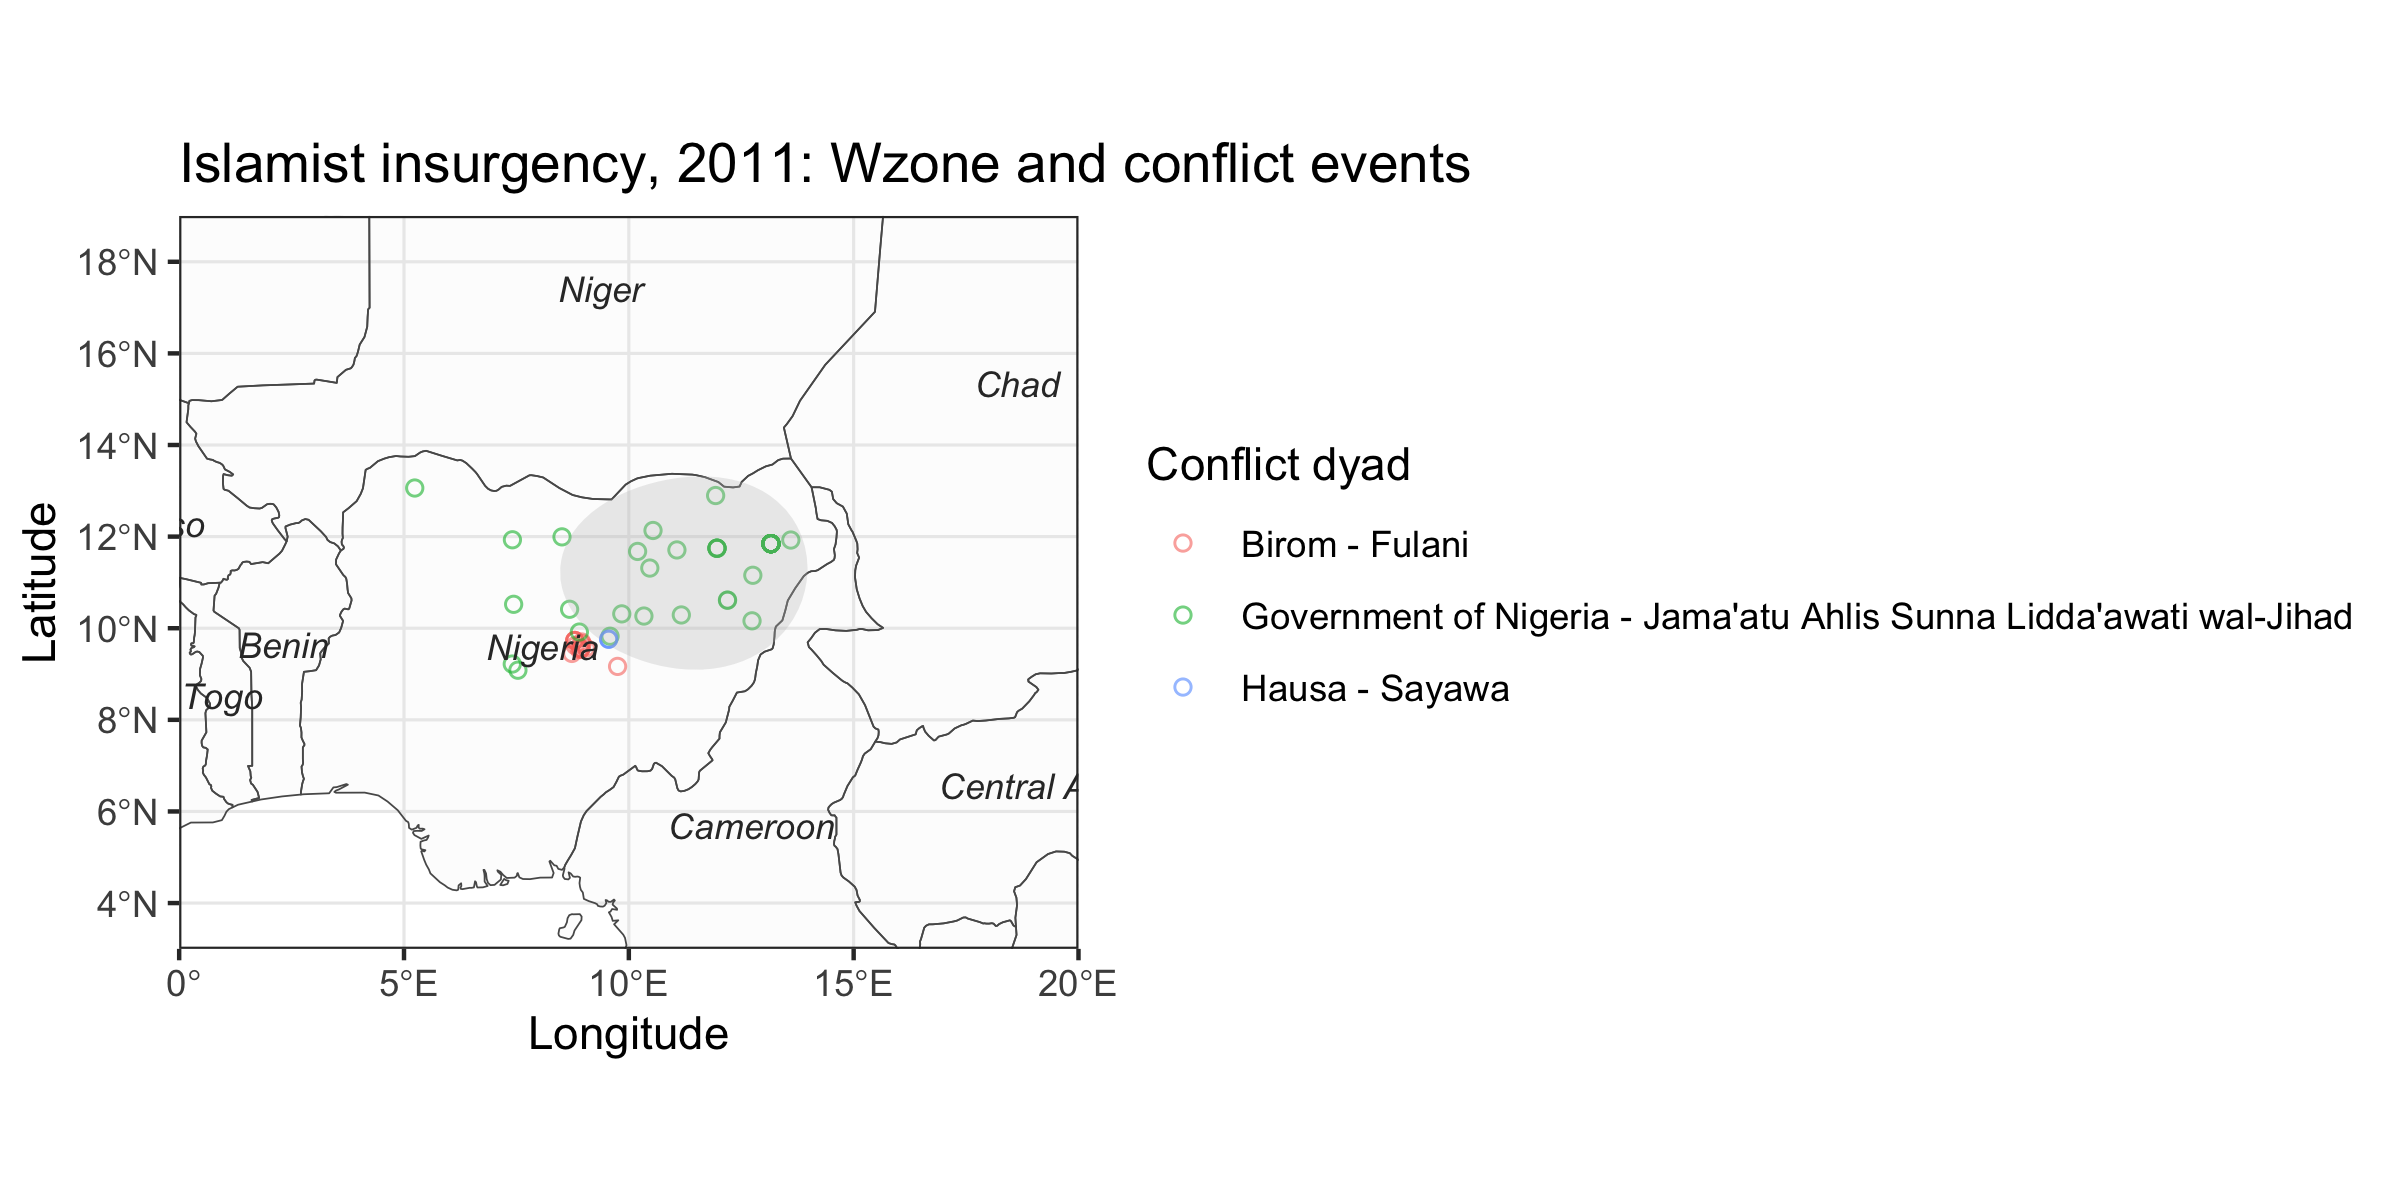 Islamist insurgency, 2011: Wzone and conflict events
18°N
16°N
14°N
12°N
10°N
8°N
6°N
4°N
Latitude
Niger
Chad
so
Benin
Nigeria
Togo
Central A
Cameroon
0°
5°E
10°E
15°E
20°E
Longitude
Conflict dyad
Birom - Fulani
Government of Nigeria - Jama'atu Ahlis Sunna Lidda'awati wal-Jihad
Hausa - Sayawa